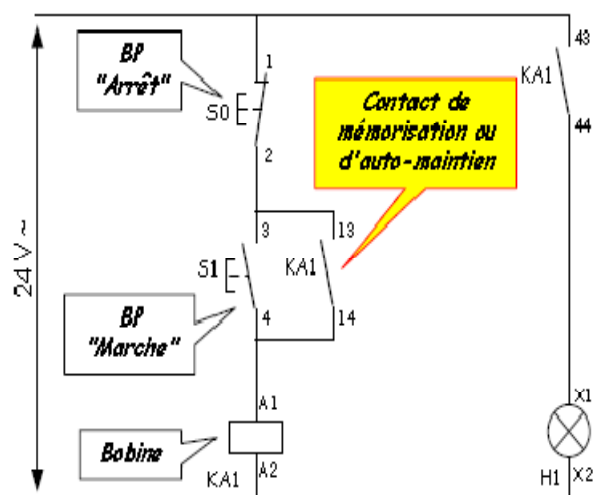 BP
"Arrêt"
1
S0
2
Contact de
mémorisation ou
d'auto-maintien
43
KA1
44
24 V ~
3
13
S1
KA1
4
14
BP
"Marche"
A1
Bobine
KA1
A2
X1
H1
X2